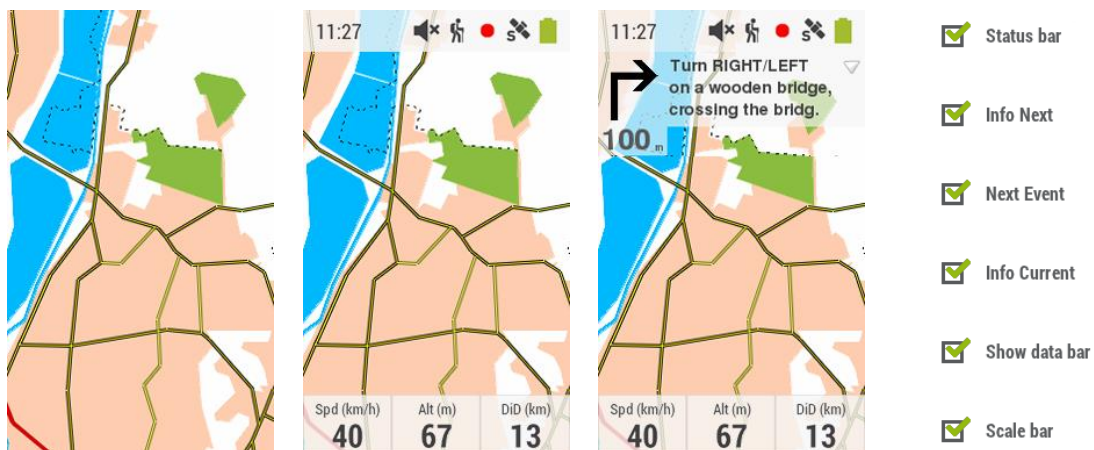 11:27
S
Spd (km/h) Alt (m) DiD (km)
40 67 13
11:27
S
Turn RIGHT/LEFT
on a wooden bridge,
crossing the bridg.
100 m
Spd (km/h) Alt (m) DiD (km)
40 67 13
Status bar
Info Next
Next Event
Info Current
Show data bar
Scale bar